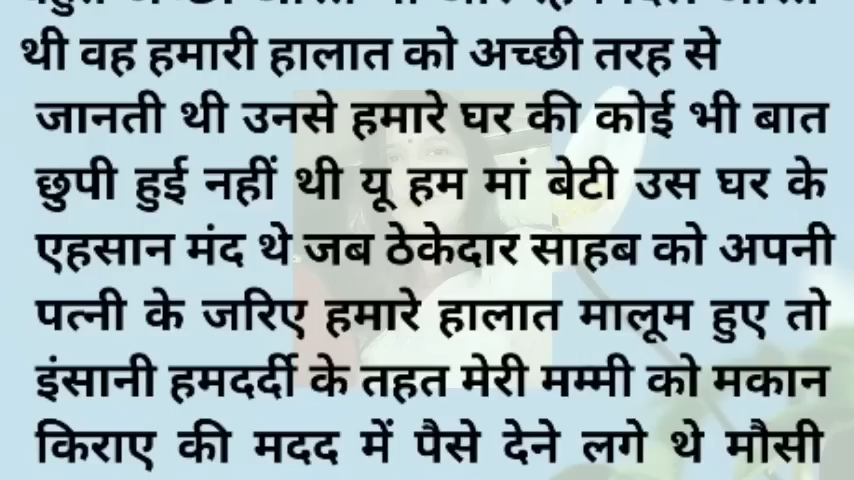 थी वह हमारी हालात को अच्छी तरह से
जानती थी उनसे हमारे घर की कोई भी बात
छुपी हुई नहीं थी यू हम मां बेटी उस घर के
एहसान मंद थे जब ठेकेदार साहब को अपनी
पत्नी के जरिए हमारे हालात मालूम हुए तो
इंसानी हमदर्दी के तहत मेरी मम्मी को मकान
किराए की मदद में पैसे देने लगे थे मौसी